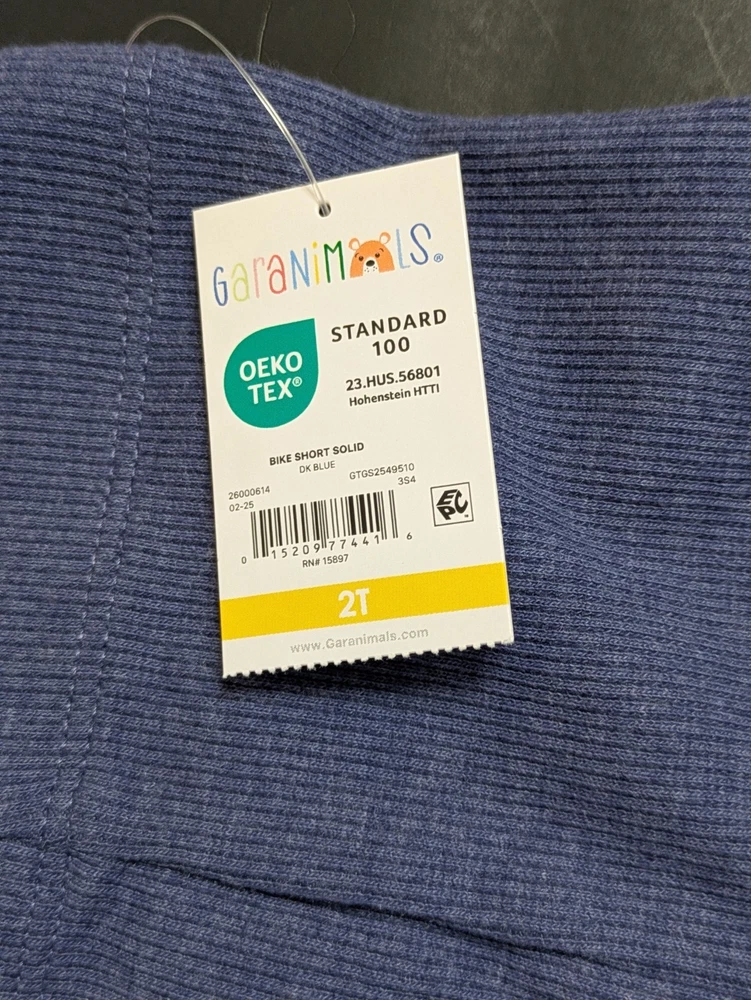 GaRaNiMaLS®
OEKO
TEX®
STANDARD
100
23.HUS.56801
Hohenstein HTTI
BIKE SHORT SOLID
DK BLUE
26000614
02-25
GTGS2549510
3S4
EPC™
0 15209 77441 6
RN# 15897
2T
www.Garanimals.com